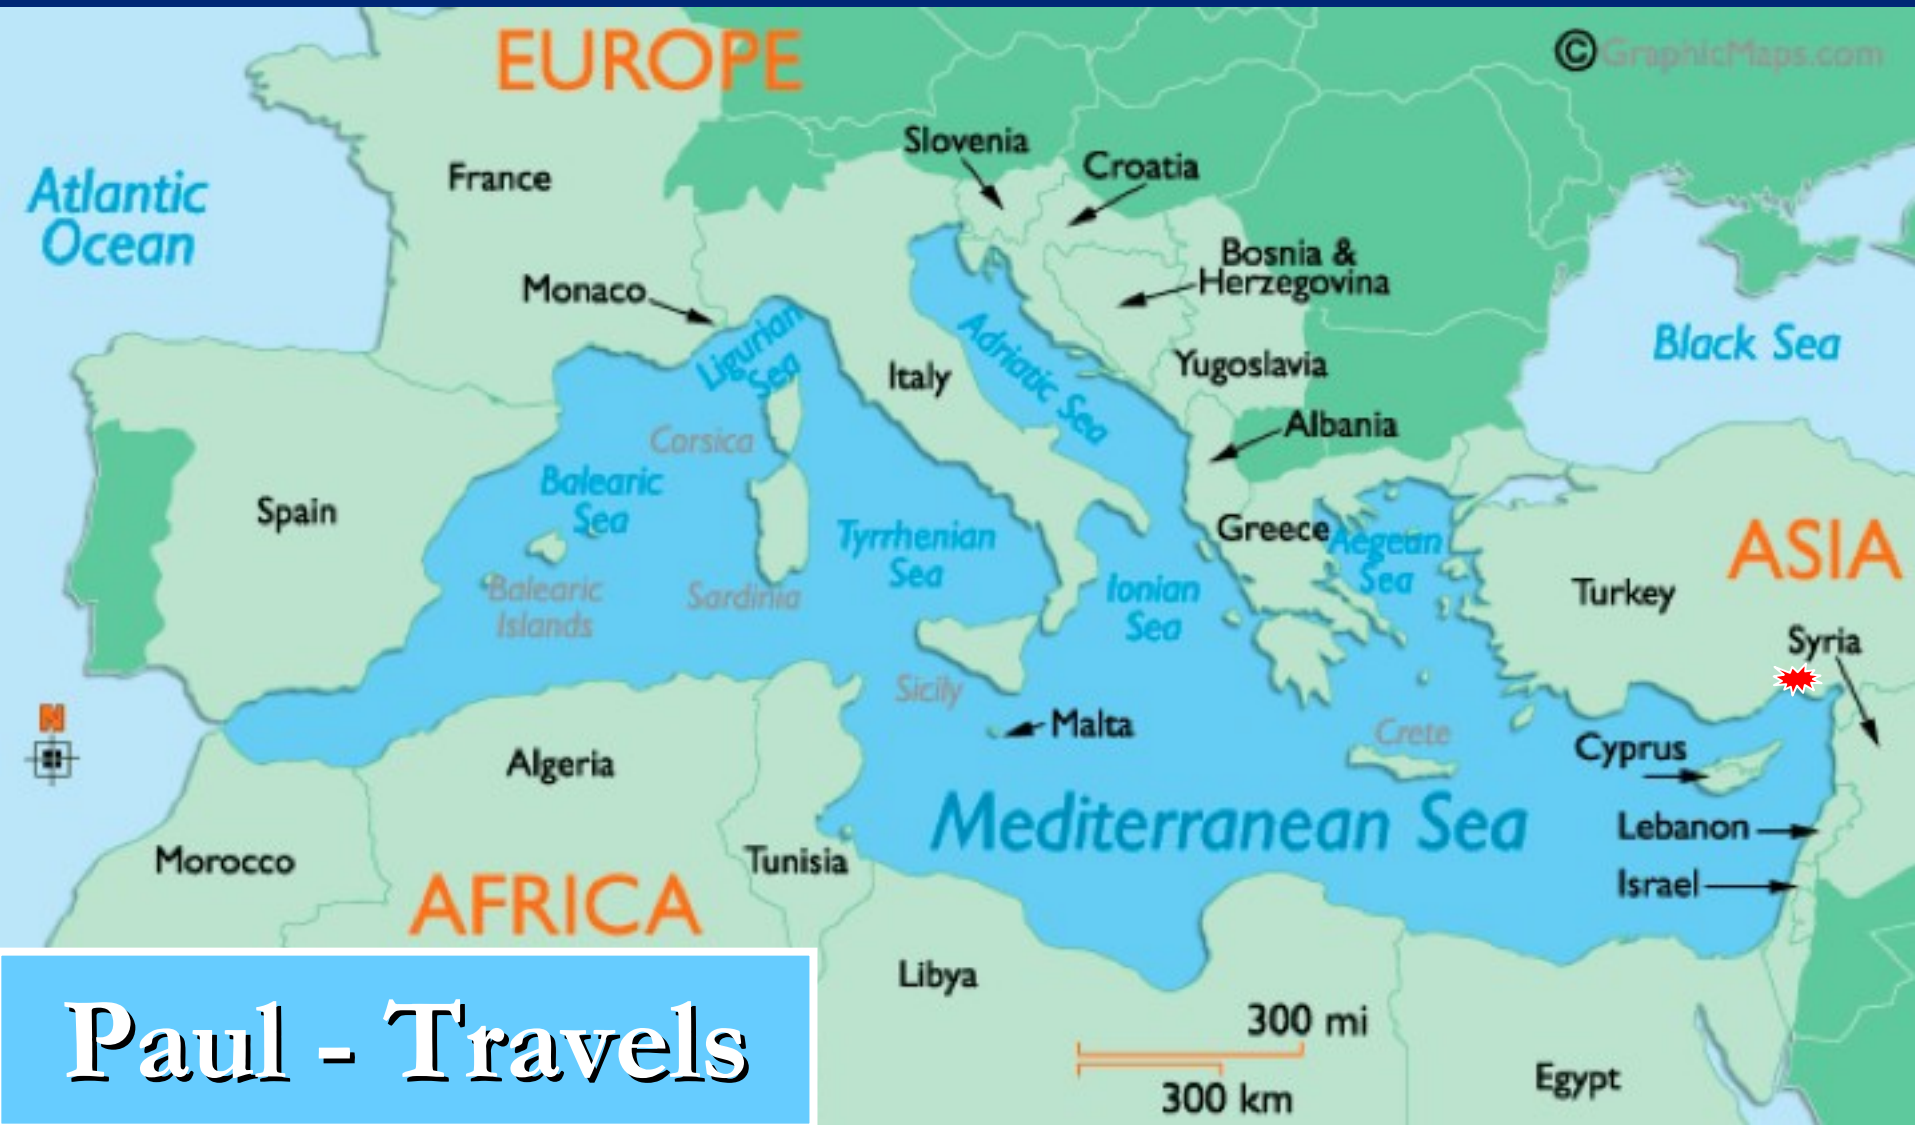 EUROPE
©GraphicMaps.com
Slovenia
Croatia
France
Atlantic
Ocean
Bosnia &
Herzegovina
Monaco
Ligurian
Sea
Adriatic Sea
Black Sea
Italy
Yugoslavia
Albania
Corsica
Balearic
Sea
Spain
Tyrrhenian
Sea
Greece
Aegean
Sea
ASIA
Turkey
Balearic
Islands
Sardinia
Ionian
Sea
Syria
Sicily
N
Malta
Crete
Cyprus
Algeria
Mediterranean Sea
Lebanon
Morocco
Tunisia
Israel
AFRICA
Libya
300 mi
300 km
Egypt
Paul - Travels